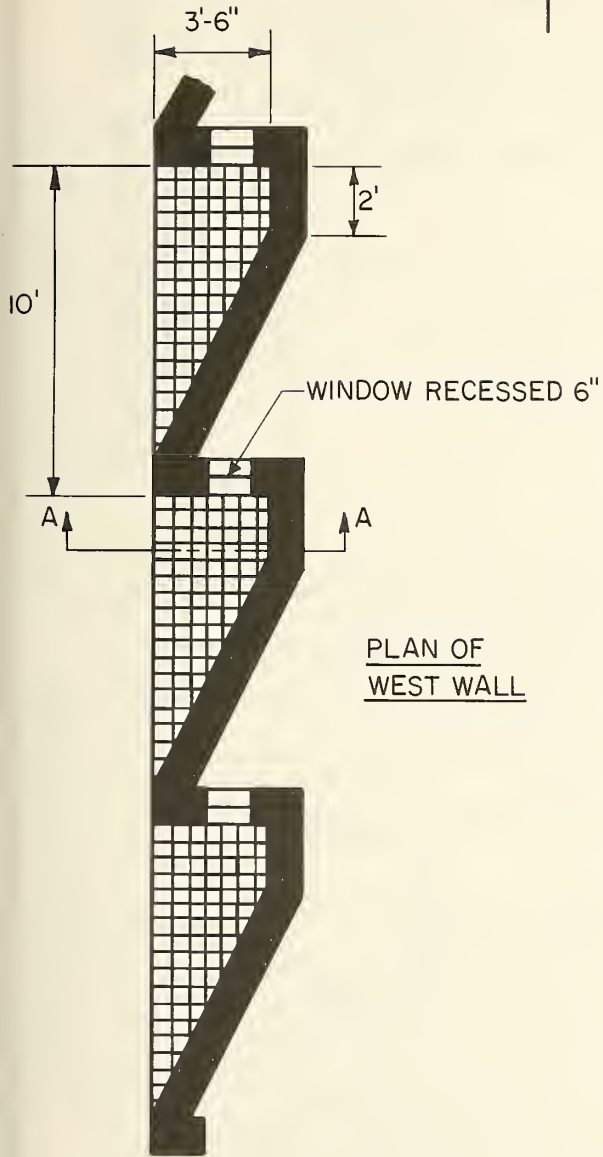 3'-6"
2'
10'
WINDOW RECESSED 6"
A A
PLAN OF
WEST WALL